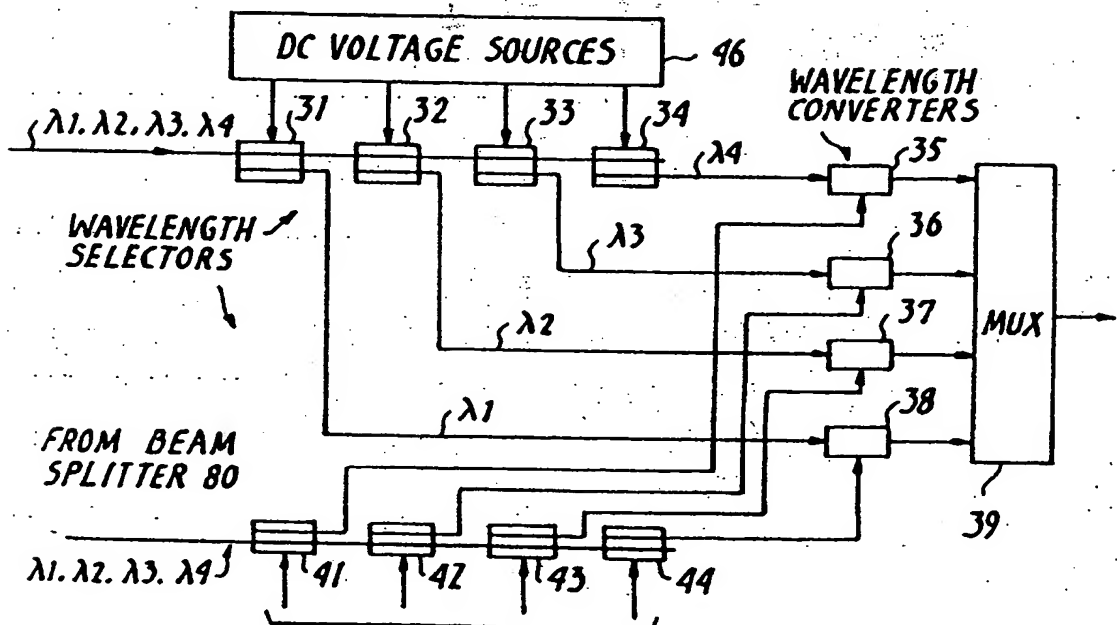 DC VOLTAGE SOURCES
46
WAVELENGTH
CONVERTERS
λ1. λ2. λ3. λ4
31
32
33
34
35
λ4
WAVELENGTH
SELECTORS
λ3
36
λ2
37
MUX
λ1
38
FROM BEAM
SPLITTER 80
39
λ1. λ2. λ3. λ4
41
42
43
44